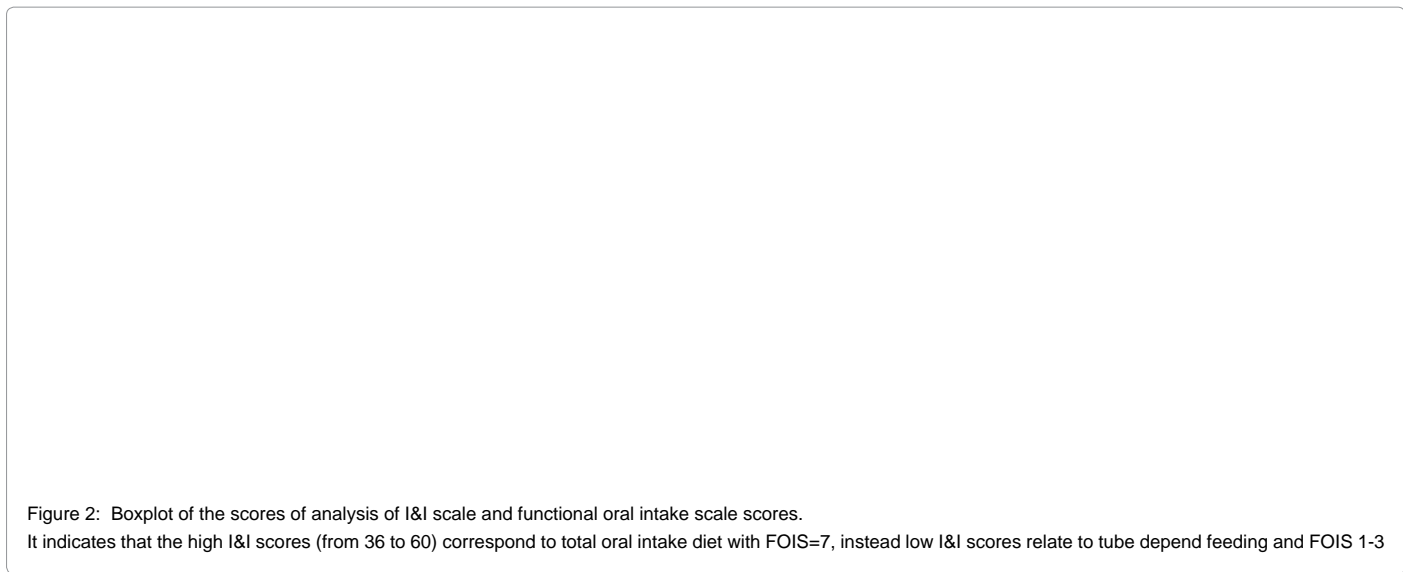 Figure 2: Boxplot of the scores of analysis of I&I scale and functional oral intake scale scores.
It indicates that the high I&I scores (from 36 to 60) correspond to total oral intake diet with FOIS=7, instead low I&I scores relate to tube depend feeding and FOIS 1-3